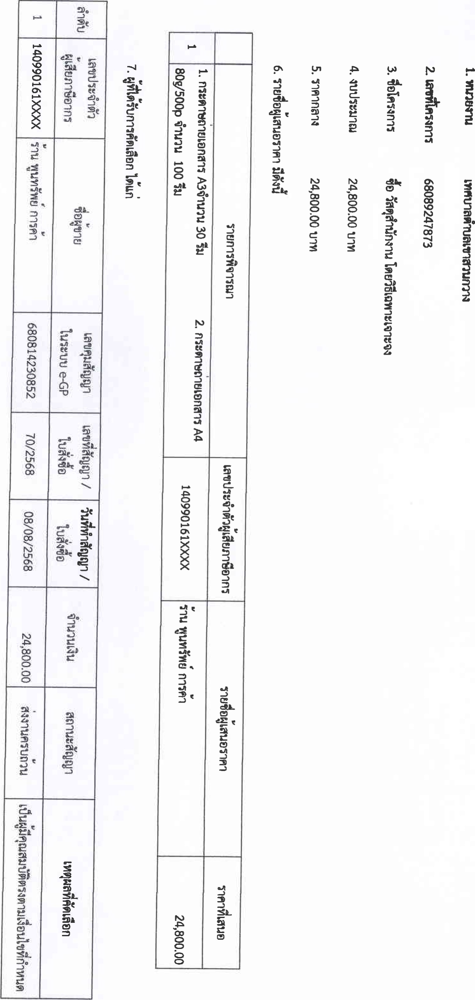 1. หน่วยงาน เทศบาลตำบลเขาสวนกวาง
2. เลขที่โครงการ 68089247873
3. ชื่อโครงการ ซื้อ วัสดุสำนักงาน โดยวิธีเฉพาะเจาะจง
4. งบประมาณ 24,800.00 บาท
5. ราคากลาง 24,800.00 บาท
6. รายชื่อผู้เสนอราคา มีดังนี้
รายการพิจารณา เลขประจำตัวผู้เสียภาษีอากร รายชื่อผู้เสนอราคา ราคาที่เสนอ
1 1. กระดาษถ่ายเอกสาร A3จำนวน 30 รีม 2. กระดาษถ่ายเอกสาร A4 140990161XXXX ร้าน พูนทรัพย์ การค้า 24,800.00
80g/500p จำนวน 100 รีม
7. ผู้ที่ได้รับการคัดเลือก ได้แก่
ลำดับ เลขประจำตัว ชื่อผู้ขาย เลขคุมสัญญา เลขที่สัญญา / วันที่ทำสัญญา / จำนวนเงิน สถานะสัญญา เหตุผลที่คัดเลือก
ผู้เสียภาษีอากร ในระบบ e-GP ใบสั่งซื้อ ใบสั่งซื้อ
1 140990161XXXX ร้าน พูนทรัพย์ การค้า 680814230852 70/2568 08/08/2568 24,800.00 ส่งงานครบถ้วน เป็นผู้มีคุณสมบัติตรงตามเงื่อนไขที่กำหนด